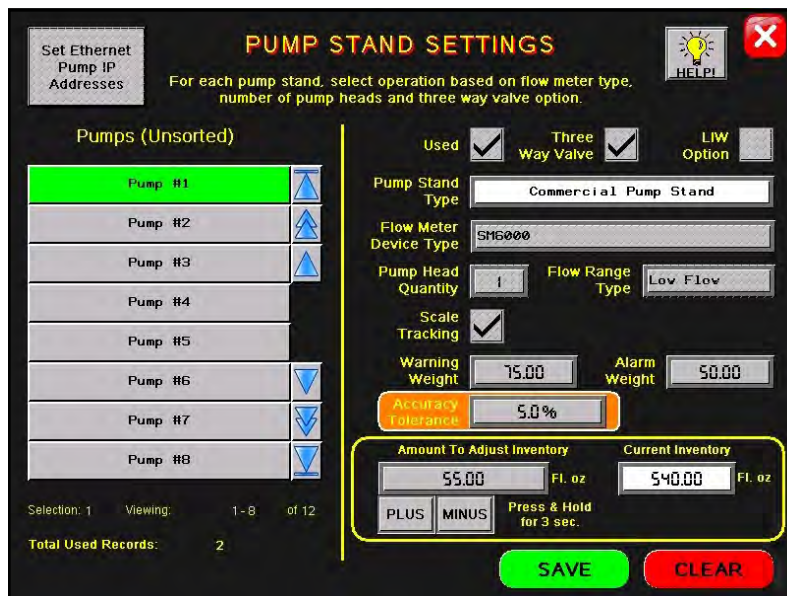 Set Ethernet
Pump IP
Addresses
PUMP STAND SETTINGS
HELP!
X
For each pump stand, select operation based on flow meter type,
number of pump heads and three way valve option.
Pumps (Unsorted)
Pump #1
Pump #2
Pump #3
Pump #4
Pump #5
Pump #6
Pump #7
Pump #8
Selection: 1 Viewing: 1 - 8 of 12
Total Used Records: 2
Used
Three
Way Valve
LIW
Option
Pump Stand
Type
Commercial Pump Stand
Flow Meter
Device Type
SM6000
Pump Head
Quantity
1
Flow Range
Type
Low Flow
Scale
Tracking
Warning
Weight
75.00
Alarm
Weight
50.00
Accuracy
Tolerance
5.0%
Amount To Adjust Inventory
55.00 Fl. oz
Current Inventory
540.00 Fl. oz
PLUS
MINUS
Press & Hold
for 3 sec.
SAVE
CLEAR